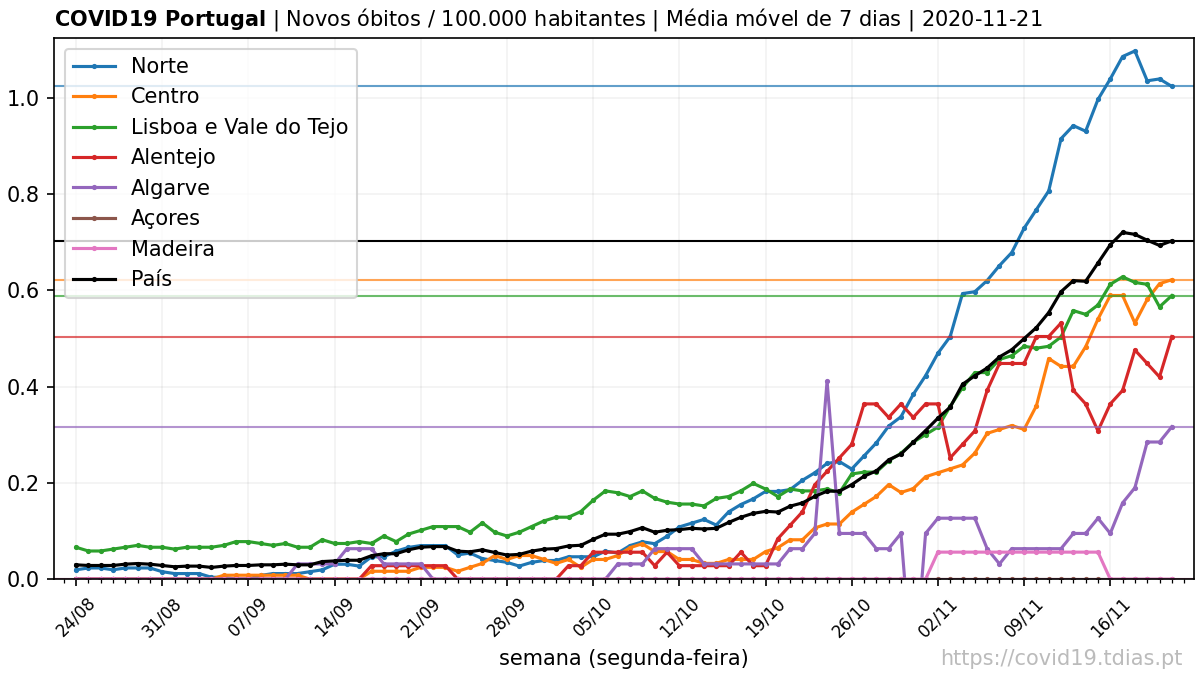 COVID19 Portugal | Novos óbitos / 100.000 habitantes | Média móvel de 7 dias | 2020-11-21
Norte
Centro
Lisboa e Vale do Tejo
Alentejo
Algarve
Açores
Madeira
País
1.0
0.8
0.6
0.4
0.2
0.0
24/08 31/08 07/09 14/09 21/09 28/09 05/10 12/10 19/10 26/10 02/11 09/11 16/11
semana (segunda-feira)
https://covid19.tdias.pt